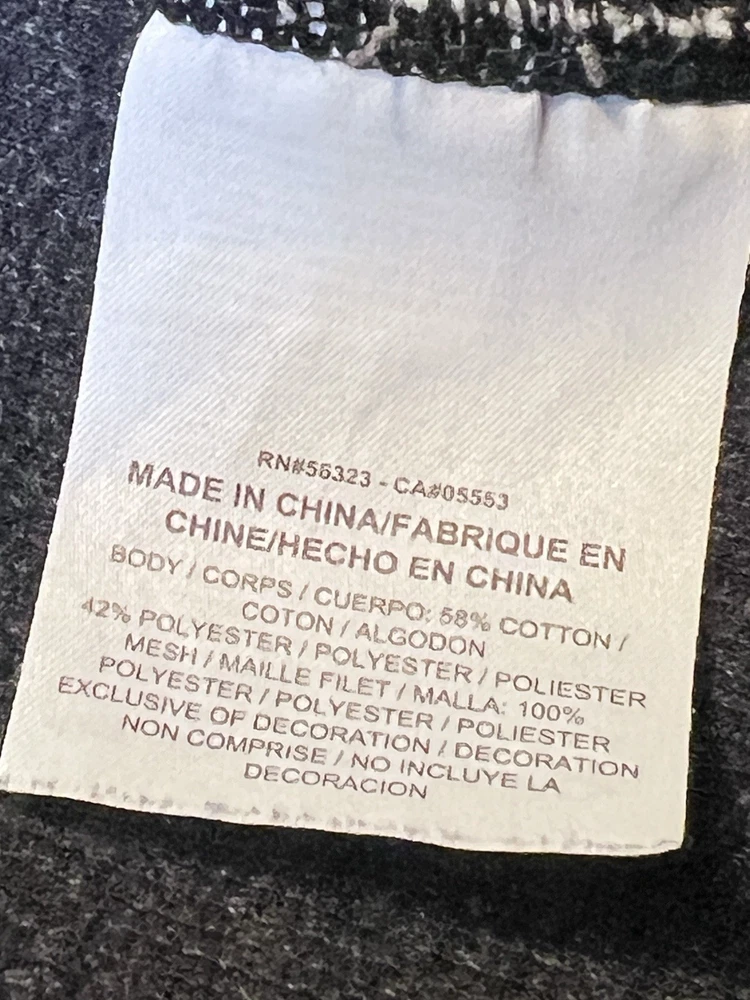 RN#56323 - CA#05553
MADE IN CHINA/FABRIQUE EN
CHINE/HECHO EN CHINA
BODY / CORPS / CUERPO: 58% COTTON /
COTON / ALGODON
42% POLYESTER / POLYESTER / POLIESTER
MESH / MAILLE FILET / MALLA: 100%
POLYESTER / POLYESTER / POLIESTER
EXCLUSIVE OF DECORATION / DECORATION
NON COMPRISE / NO INCLUYE LA
DECORACION